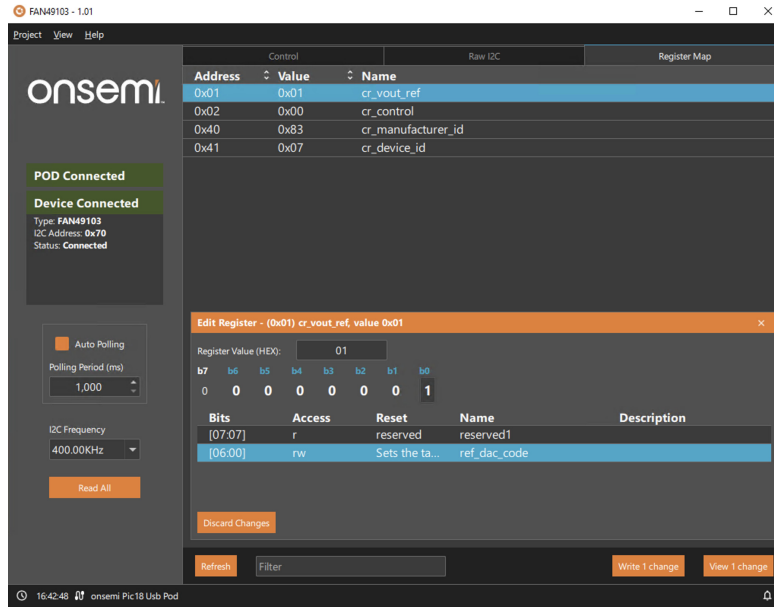 FAN49103 - 1.01
Project View Help
onsemi
Control Raw I2C Register Map
Address Value Name
0x01 0x01 cr_vout_ref
0x02 0x00 cr_control
0x40 0x83 cr_manufacturer_id
0x41 0x07 cr_device_id
POD Connected
Device Connected
Type: FAN49103
I2C Address: 0x70
Status: Connected
Auto Polling
Polling Period (ms)
1,000
I2C Frequency
400.00KHz
Read All
Edit Register - (0x01) cr_vout_ref, value 0x01
Register Value (HEX): 01
b7 b6 b5 b4 b3 b2 b1 b0
0 0 0 0 0 0 0 1
Bits Access Reset Name Description
[07:07] r reserved reserved1
[06:00] rw Sets the ta... ref_dac_code
Discard Changes
Refresh Filter Write 1 change View 1 change
16:42:48 onsemi Pic18 Usb Pod